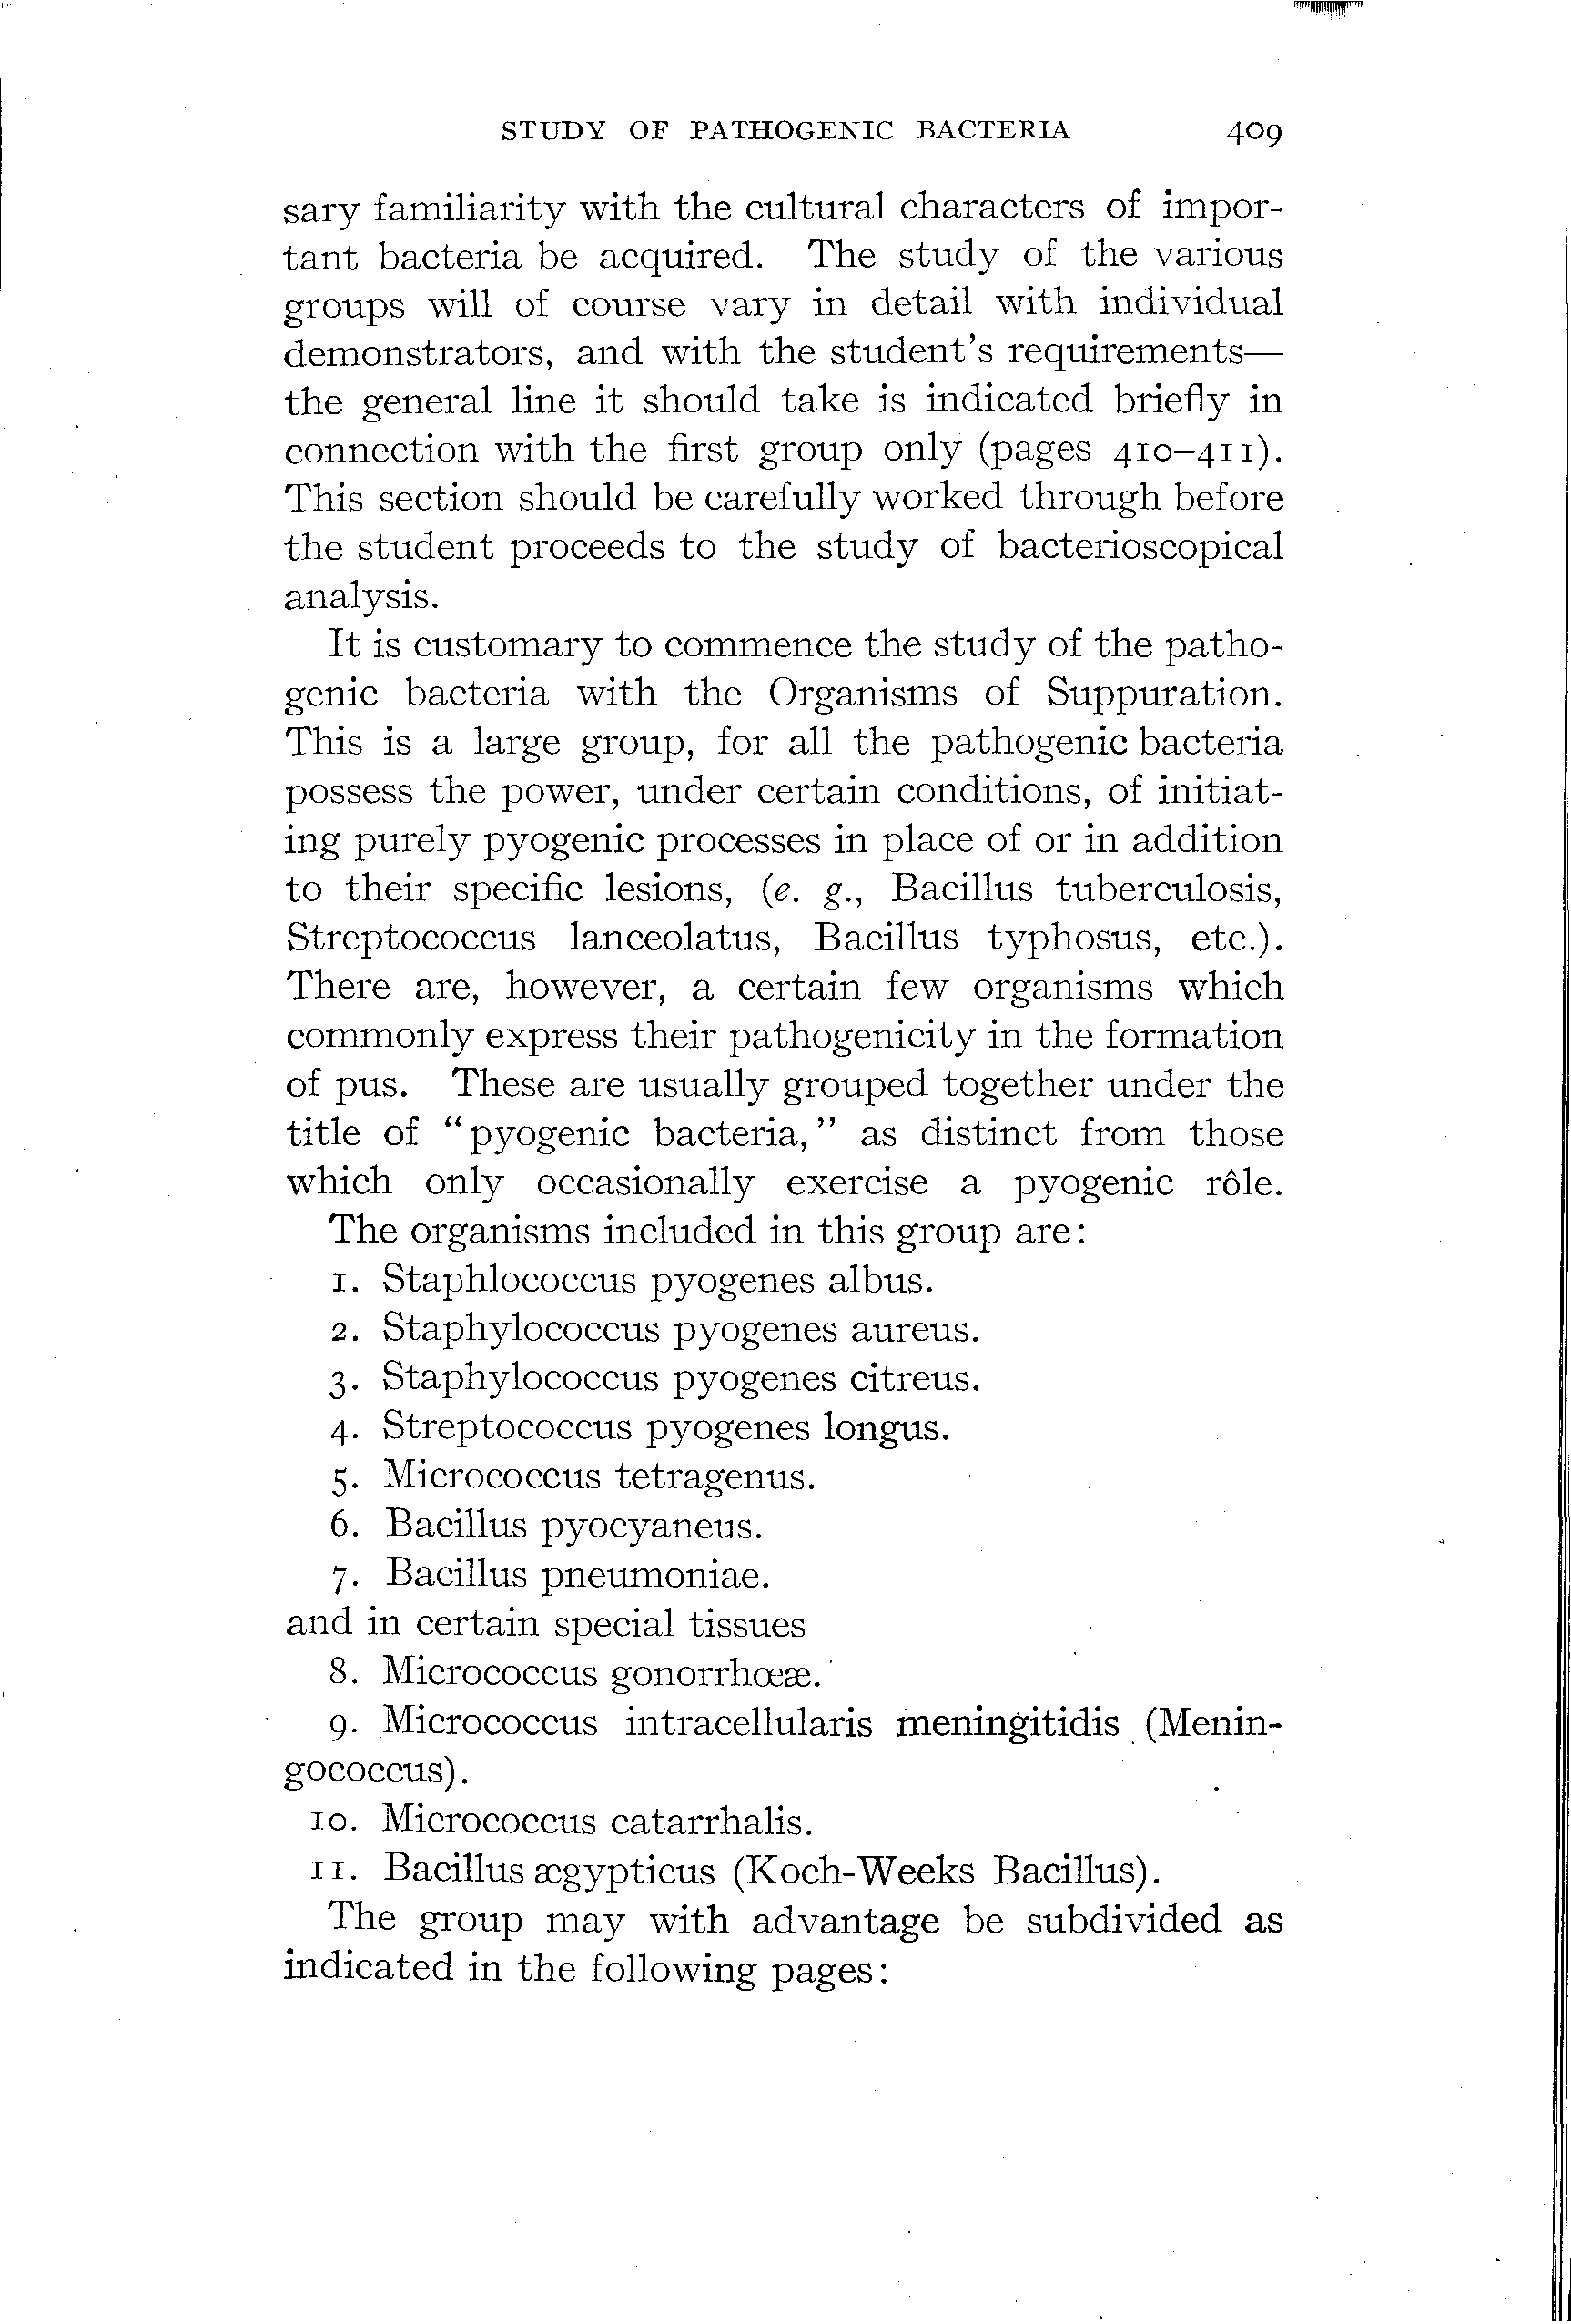 STUDY OF PATHOGENIC BACTERIA 409
sary familiarity with the cultural characters of impor-
tant bacteria be acquired. The study of the various
groups will of course vary in detail with individual
demonstrators, and with the student's requirements—
the general line it should take is indicated briefly in
connection with the first group only (pages 410–411).
This section should be carefully worked through before
the student proceeds to the study of bacterioscopical
analysis.
It is customary to commence the study of the patho-
genic bacteria with the Organisms of Suppuration.
This is a large group, for all the pathogenic bacteria
possess the power, under certain conditions, of initiat-
ing purely pyogenic processes in place of or in addition
to their specific lesions, (e. g., Bacillus tuberculosis,
Streptococcus lanceolatus, Bacillus typhosus, etc.).
There are, however, a certain few organisms which
commonly express their pathogenicity in the formation
of pus. These are usually grouped together under the
title of “pyogenic bacteria,” as distinct from those
which only occasionally exercise a pyogenic rôle.
The organisms included in this group are:
1. Staphlococcus pyogenes albus.
2. Staphylococcus pyogenes aureus.
3. Staphylococcus pyogenes citreus.
4. Streptococcus pyogenes longus.
5. Micrococcus tetragenus.
6. Bacillus pyocyaneus.
7. Bacillus pneumoniae.
and in certain special tissues
8. Micrococcus gonorrhœæ.
9. Micrococcus intracellularis meningitidis (Menin-
gococcus).
10. Micrococcus catarrhalis.
11. Bacillus ægypticus (Koch-Weeks Bacillus).
The group may with advantage be subdivided as
indicated in the following pages: